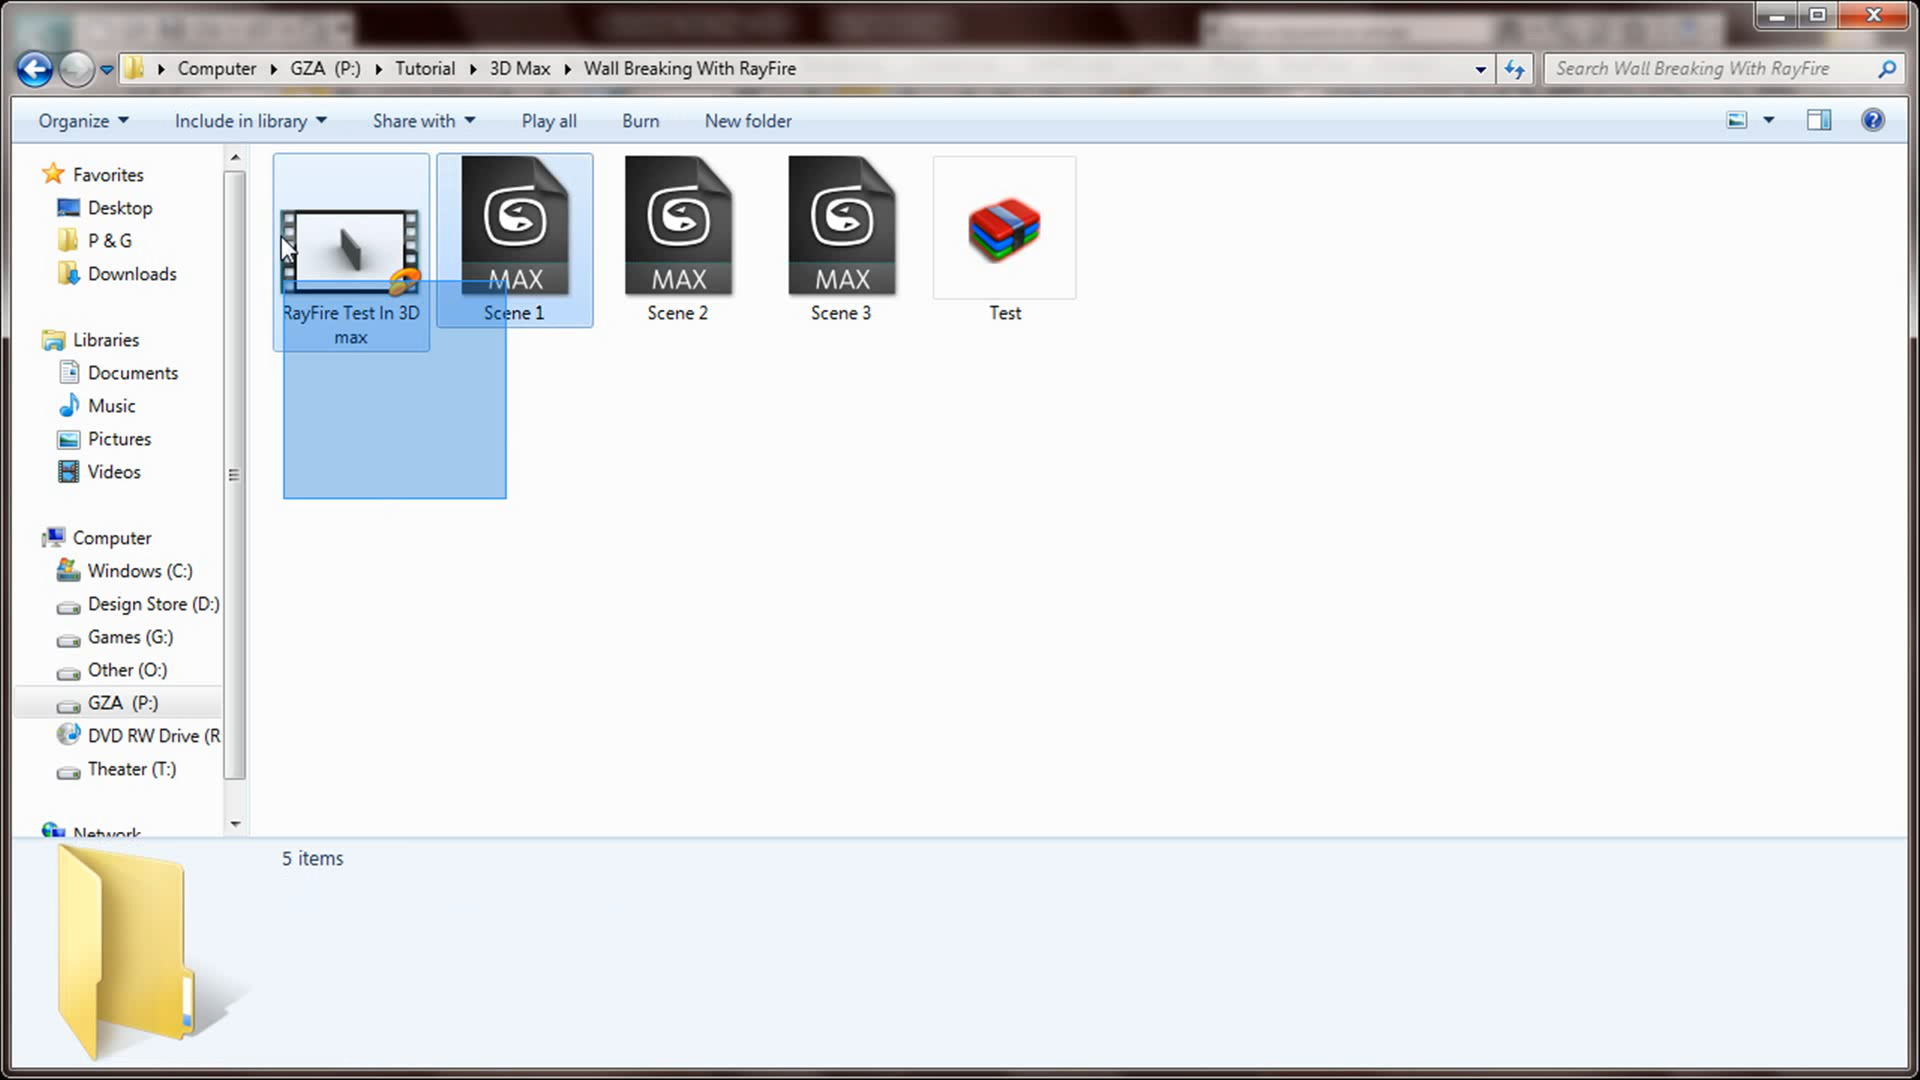 Computer GZA (P:) Tutorial 3D Max Wall Breaking With RayFire
Search Wall Breaking With RayFire
Organize Include in library Share with Play all Burn New folder
Favorites
Desktop
P & G
Downloads
Libraries
Documents
Music
Pictures
Videos
Computer
Windows (C:)
Design Store (D:)
Games (G:)
Other (O:)
GZA (P:)
DVD RW Drive (R
Theater (T:)
Network
MAX
MAX
MAX
RayFire Test In 3D
max
Scene 1
Scene 2
Scene 3
Test
5 items